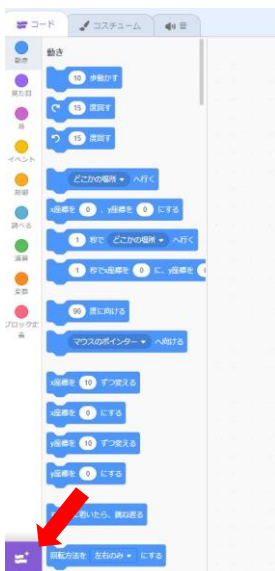 コード コスチューム 音
動き
動き
見た目
音
イベント
制御
調べる
演算
変数
ブロック定義
10 歩動かす
15 度回す
15 度回す
どこかの場所 へ行く
x座標を 0 、y座標を 0 にする
1 秒で どこかの場所 へ行く
1 秒でx座標を 0 に、y座標を
90 度に向ける
マウスのポインター へ向ける
x座標を 10 ずつ変える
x座標を 0 にする
y座標を 10 ずつ変える
y座標を 0 にする
に着いたら、跳ね返る
回転方法を 左右のみ にする